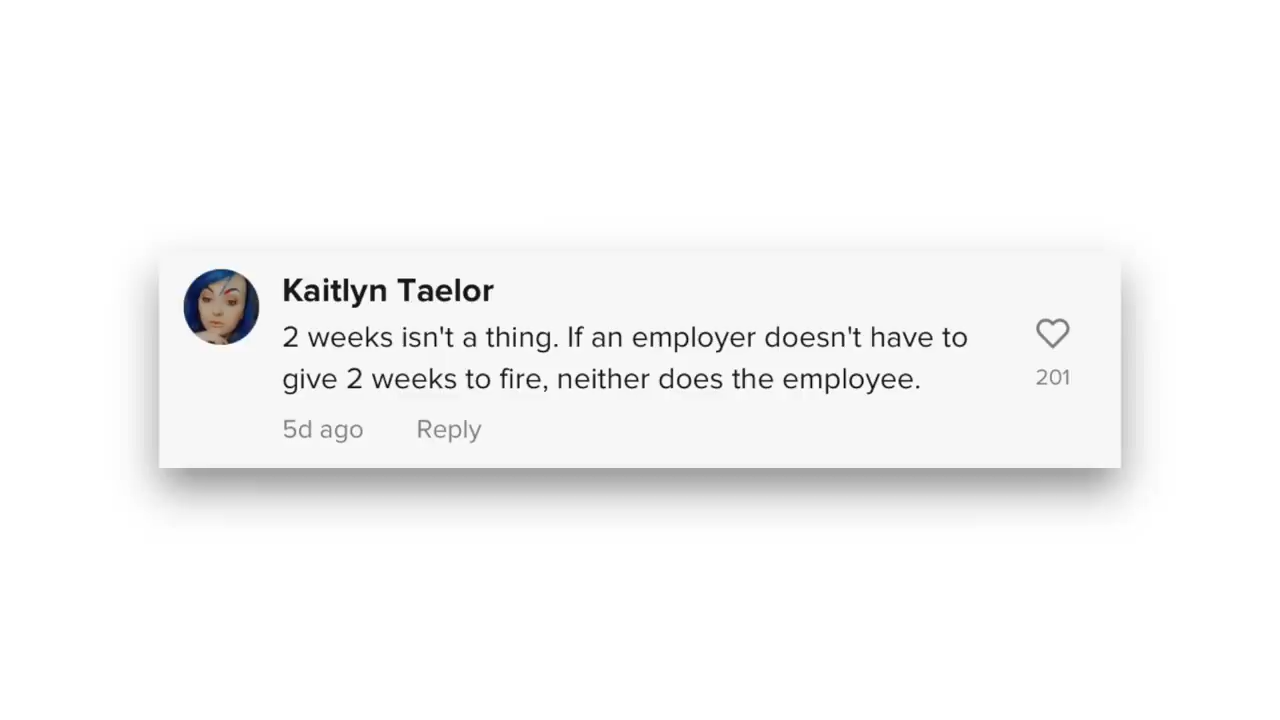 Kaitlyn Taelor
2 weeks isn't a thing. If an employer doesn't have to
give 2 weeks to fire, neither does the employee.
201
5d ago Reply